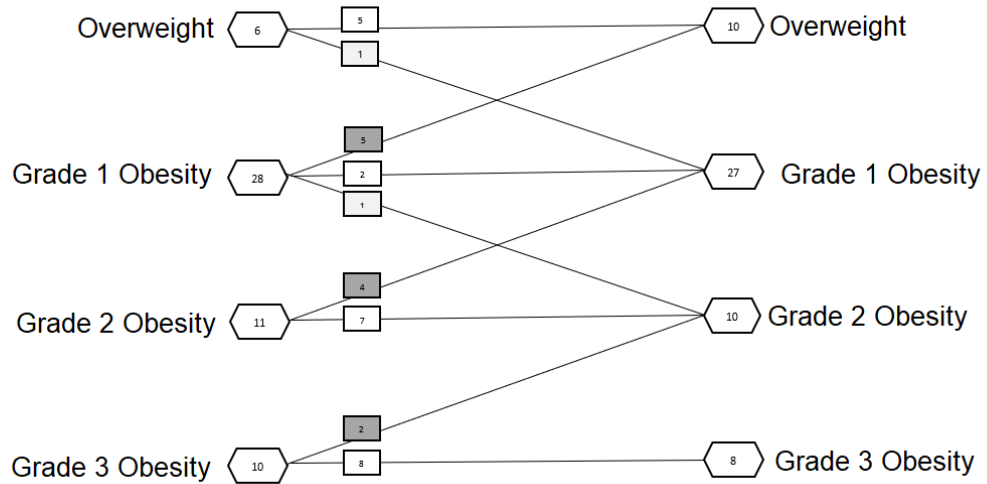 Overweight 6 5 10 Overweight
1
5
Grade 1 Obesity 28 2 27 Grade 1 Obesity
1
4
Grade 2 Obesity 11 7 10 Grade 2 Obesity
2
Grade 3 Obesity 10 8 8 Grade 3 Obesity